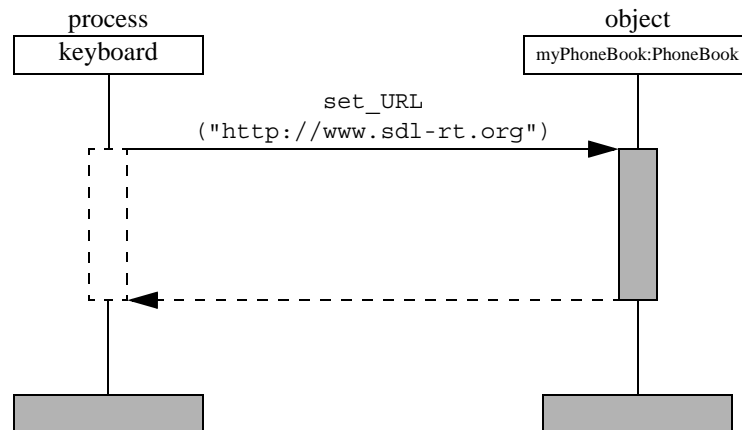 process
object
keyboard
myPhoneBook:PhoneBook
set_URL
("http://www.sdl-rt.org")